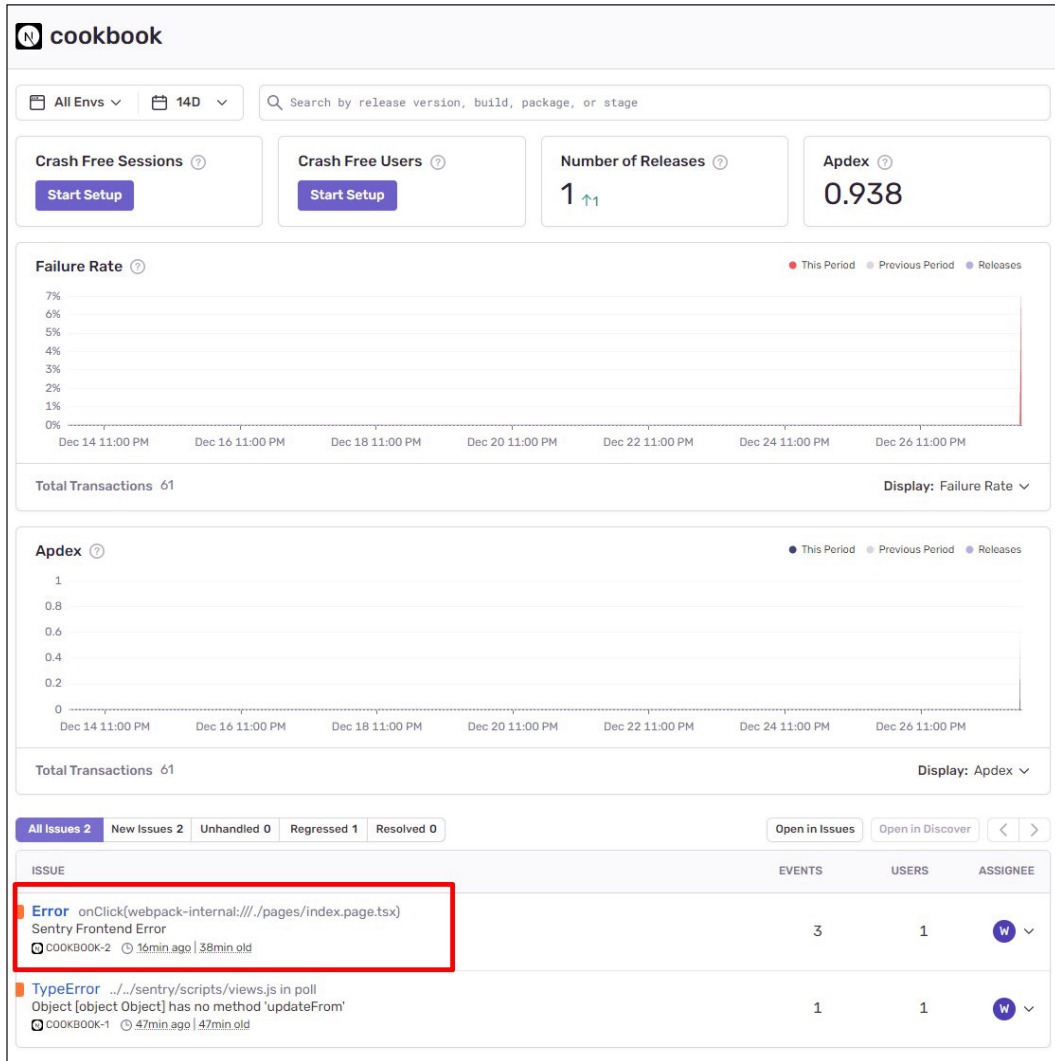 N cookbook
All Envs 14D Search by release version, build, package, or stage
Crash Free Sessions ? Crash Free Users ? Number of Releases ? Apdex ?
Start Setup Start Setup 1 ↑1 0.938
Failure Rate ? This Period Previous Period Releases
7%
6%
5%
4%
3%
2%
1%
0%
Dec 14 11:00 PM Dec 16 11:00 PM Dec 18 11:00 PM Dec 20 11:00 PM Dec 22 11:00 PM Dec 24 11:00 PM Dec 26 11:00 PM
Total Transactions 61 Display: Failure Rate
Apdex ? This Period Previous Period Releases
1
0.8
0.6
0.4
0.2
0
Dec 14 11:00 PM Dec 16 11:00 PM Dec 18 11:00 PM Dec 20 11:00 PM Dec 22 11:00 PM Dec 24 11:00 PM Dec 26 11:00 PM
Total Transactions 61 Display: Apdex
All Issues 2 New Issues 2 Unhandled 0 Regressed 1 Resolved 0 Open in Issues Open in Discover < >
ISSUE EVENTS USERS ASSIGNEE
Error onClick(webpack-internal:///./pages/index.page.tsx)
Sentry Frontend Error 3 1 W
N COOKBOOK-2 16min ago | 38min old
TypeError ../../sentry/scripts/views.js in poll
Object [object Object] has no method 'updateFrom' 1 1 W
N COOKBOOK-1 47min ago | 47min old